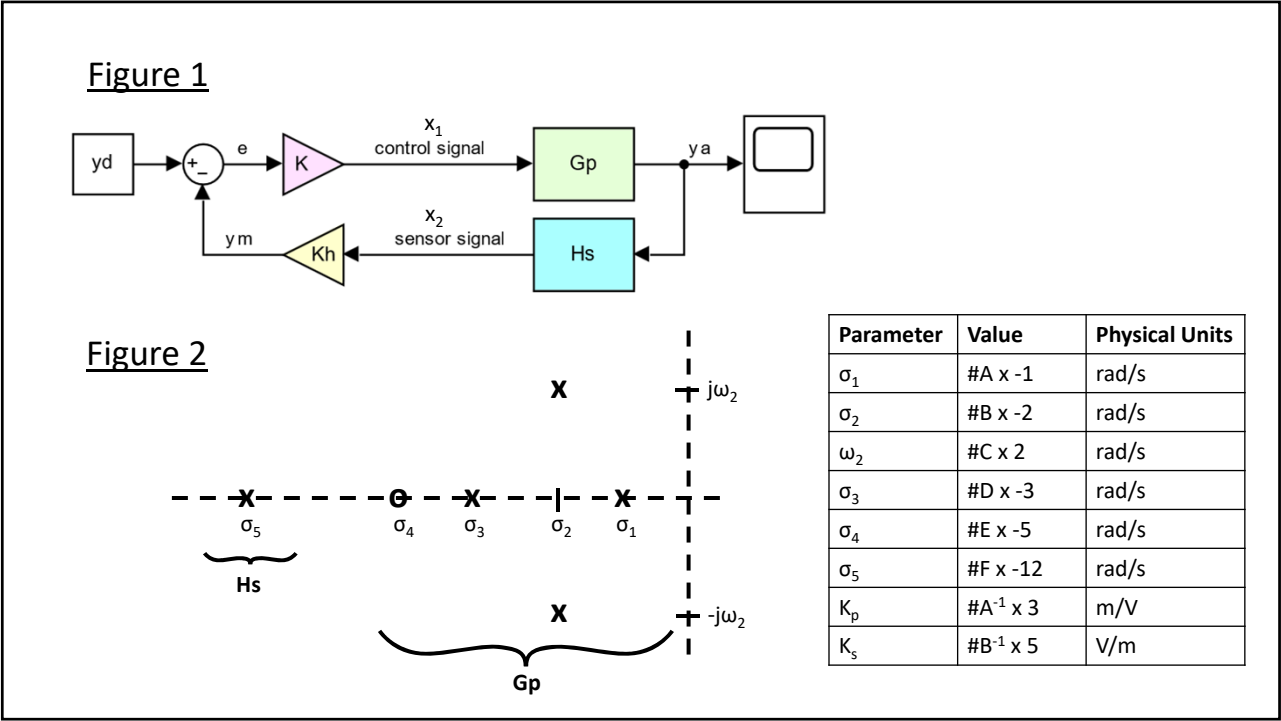 Figure 1
yd
+
−
e
K
x₁
control signal
Gp
ya
x₂
sensor signal
Hs
Kh
ym
Figure 2
X
jω₂
X O X X
σ₅ σ₄ σ₃ σ₂ σ₁
Hs
X
-jω₂
Gp
Parameter Value Physical Units
σ₁ #A x -1 rad/s
σ₂ #B x -2 rad/s
ω₂ #C x 2 rad/s
σ₃ #D x -3 rad/s
σ₄ #E x -5 rad/s
σ₅ #F x -12 rad/s
Kₚ #A⁻¹ x 3 m/V
Kₛ #B⁻¹ x 5 V/m